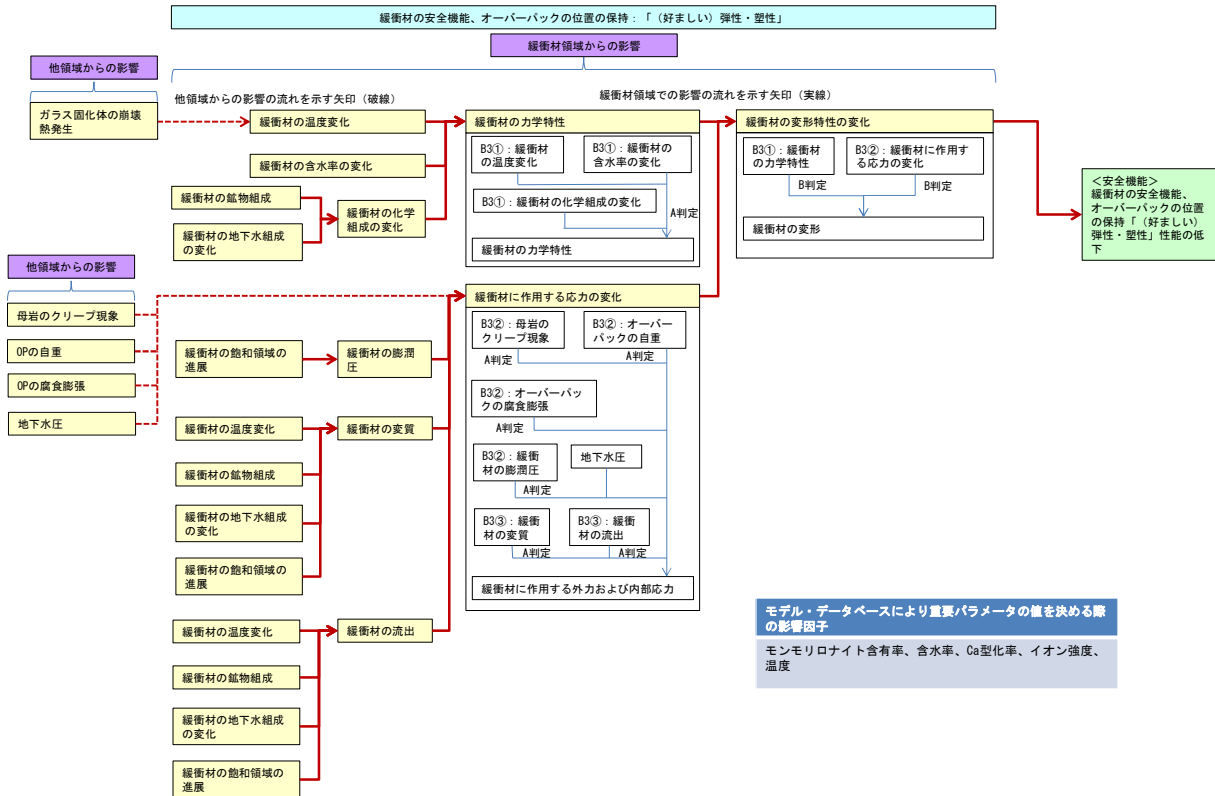 緩衝材の安全機能、オーバーパックの位置の保持：「（好ましい）弾性・塑性」
緩衝材領域からの影響
他領域からの影響
他領域からの影響の流れを示す矢印（破線）
緩衝材領域での影響の流れを示す矢印（実線）
ガラス固化体の崩壊
熱発生
緩衝材の温度変化
緩衝材の含水率の変化
緩衝材の鉱物組成
緩衝材の地下水組成
の変化
緩衝材の化学
組成の変化
緩衝材の力学特性
B3①：緩衝材
の温度変化
B3①：緩衝材の
含水率の変化
B3①：緩衝材の化学組成の変化
A判定
緩衝材の力学特性
緩衝材の変形特性の変化
B3①：緩衝材
の力学特性
B3②：緩衝材に作用す
る応力の変化
B判定
B判定
緩衝材の変形
＜安全機能＞
緩衝材の安全機能、
オーバーパックの位置
の保持「（好ましい）
弾性・塑性」性能の低
下
他領域からの影響
母岩のクリープ現象
OPの自重
OPの腐食膨張
地下水圧
緩衝材の飽和領域の
進展
緩衝材の膨潤
圧
緩衝材の温度変化
緩衝材の鉱物組成
緩衝材の地下水組成
の変化
緩衝材の飽和領域の
進展
緩衝材の変質
緩衝材の温度変化
緩衝材の鉱物組成
緩衝材の地下水組成
の変化
緩衝材の飽和領域の
進展
緩衝材の流出
緩衝材に作用する応力の変化
B3②：母岩の
クリープ現象
B3②：オーバー
パックの自重
A判定
A判定
B3②：オーバーパッ
クの腐食膨張
A判定
B3②：緩衝
材の膨潤圧
地下水圧
A判定
B3③：緩衝
材の変質
B3③：緩衝
材の流出
A判定
A判定
緩衝材に作用する外力および内部応力
モデル・データベースにより重要パラメータの値を決める際
の影響因子
モンモリロナイト含有率、含水率、Ca型化率、イオン強度、
温度